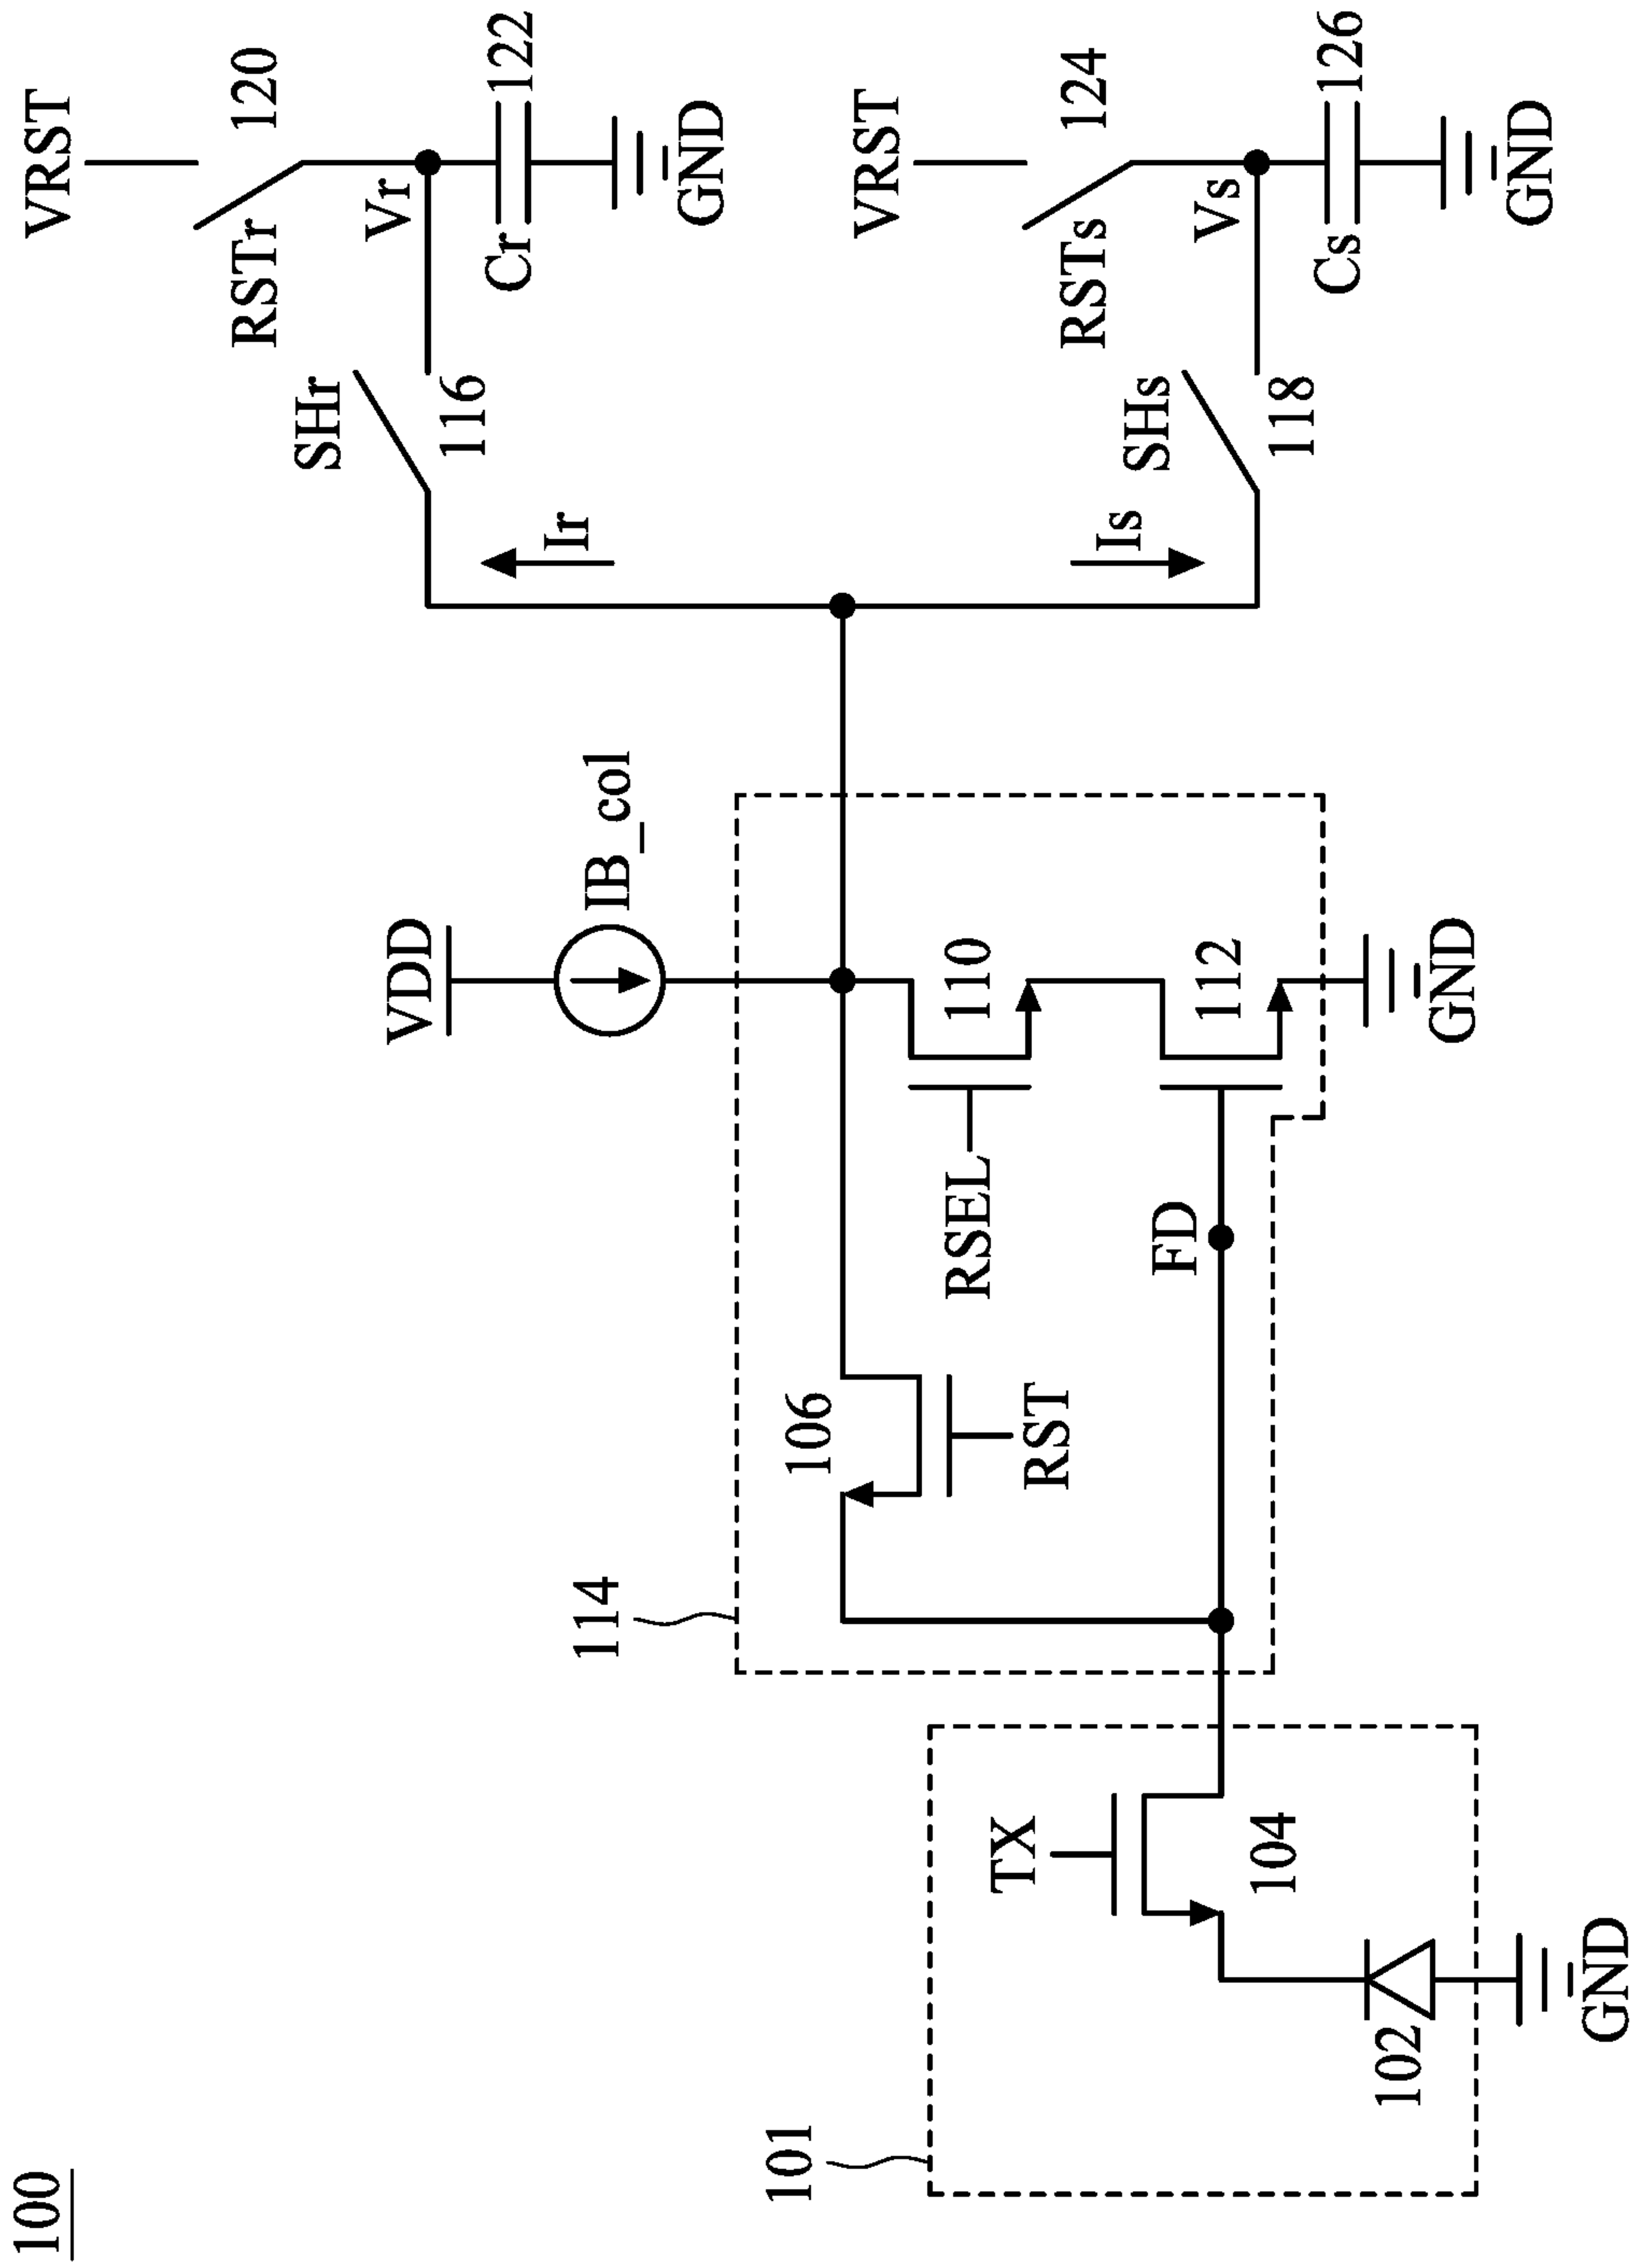 100
101
102
GND
TX
104
114
106
RST
FD
RSEL
110
112
GND
VDD
IB_col
Ir
Is
SHr
116
SHs
118
VRST
RSTr
120
Vr
Cr
122
GND
VRST
RSTs
124
Vs
Cs
126
GND